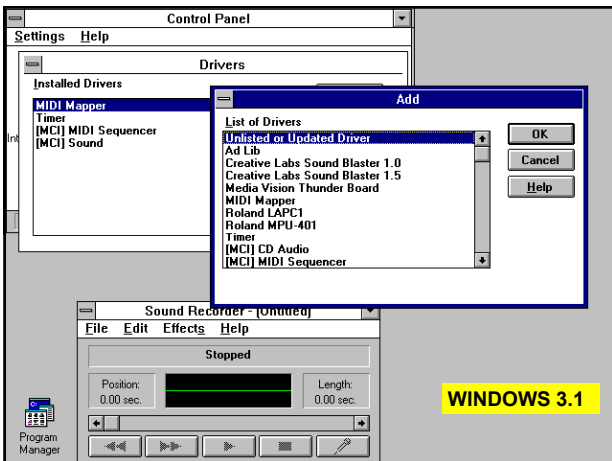 Control Panel
Settings Help
Drivers
Installed Drivers
MIDI Mapper
Timer
[MCI] MIDI Sequencer
[MCI] Sound
Int
Add
List of Drivers
Unlisted or Updated Driver
Ad Lib
Creative Labs Sound Blaster 1.0
Creative Labs Sound Blaster 1.5
Media Vision Thunder Board
MIDI Mapper
Roland LAPC1
Roland MPU-401
Timer
[MCI] CD Audio
[MCI] MIDI Sequencer
OK
Cancel
Help
Sound Recorder - (Untitled)
File Edit Effects Help
Stopped
Position:
0.00 sec.
Length:
0.00 sec.
Program
Manager
WINDOWS 3.1